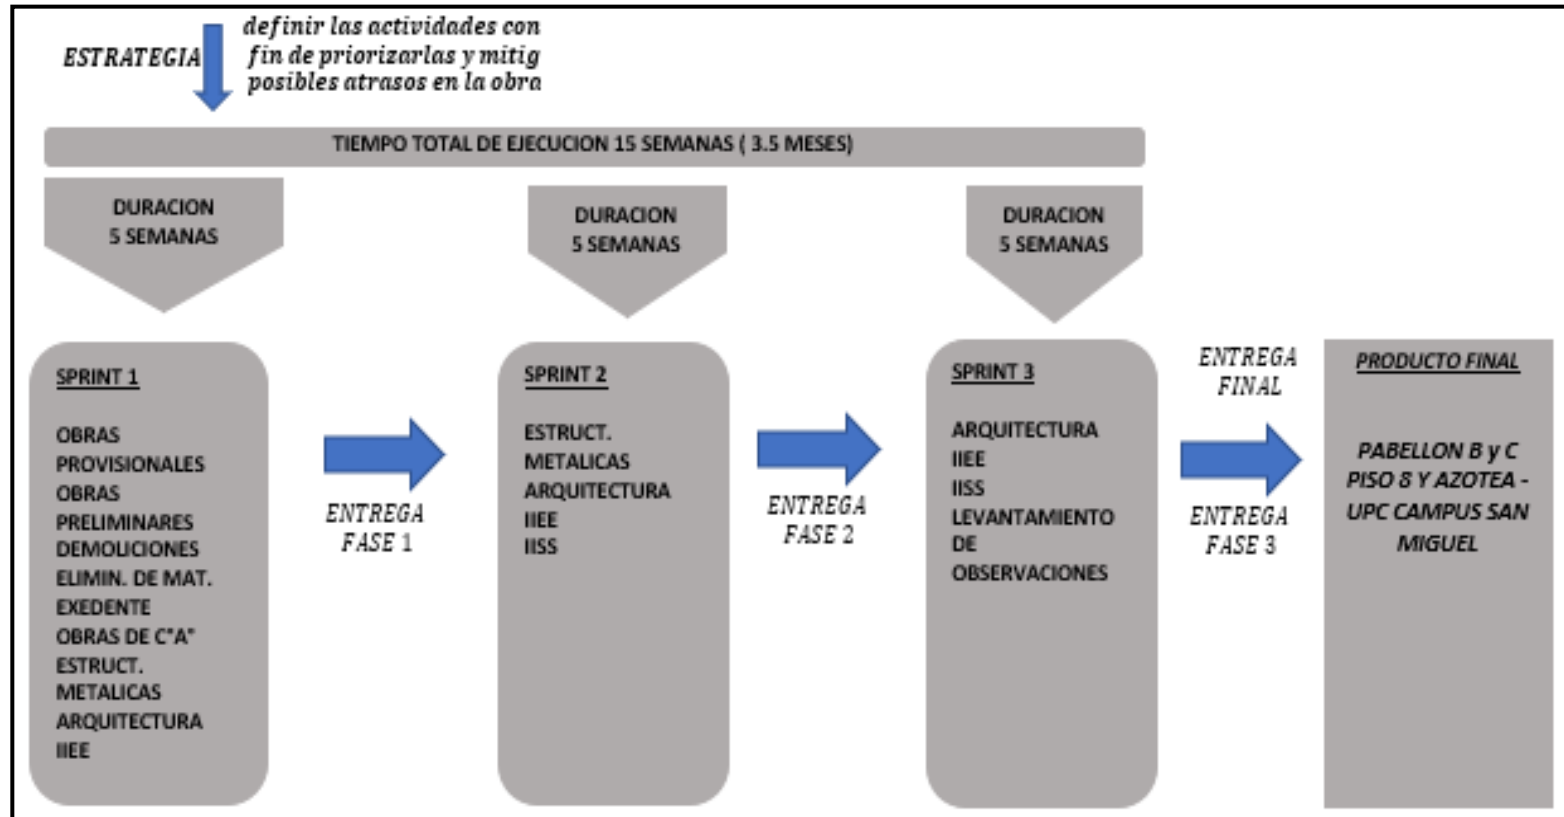 ESTRATEGIA
definir las actividades con
fin de priorizarlas y mitig
posibles atrasos en la obra
TIEMPO TOTAL DE EJECUCION 15 SEMANAS ( 3.5 MESES)
DURACION
5 SEMANAS
DURACION
5 SEMANAS
DURACION
5 SEMANAS
SPRINT 1
OBRAS
PROVISIONALES
OBRAS
PRELIMINARES
DEMOLICIONES
ELIMIN. DE MAT.
EXEDENTE
OBRAS DE C"A"
ESTRUCT.
METALICAS
ARQUITECTURA
IIEE
ENTREGA
FASE 1
SPRINT 2
ESTRUCT.
METALICAS
ARQUITECTURA
IIEE
IISS
ENTREGA
FASE 2
SPRINT 3
ARQUITECTURA
IIEE
IISS
LEVANTAMIENTO
DE
OBSERVACIONES
ENTREGA
FINAL
ENTREGA
FASE 3
PRODUCTO FINAL
PABELLON B y C
PISO 8 Y AZOTEA -
UPC CAMPUS SAN
MIGUEL